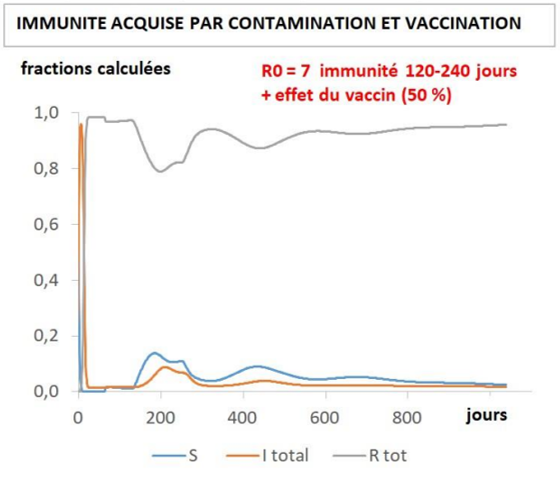 IMMUNITE ACQUISE PAR CONTAMINATION ET VACCINATION
fractions calculées
R0 = 7 immunité 120-240 jours
+ effet du vaccin (50 %)
1,0
0,8
0,6
0,4
0,2
0,0
0 200 400 600 800 jours
S I total R tot